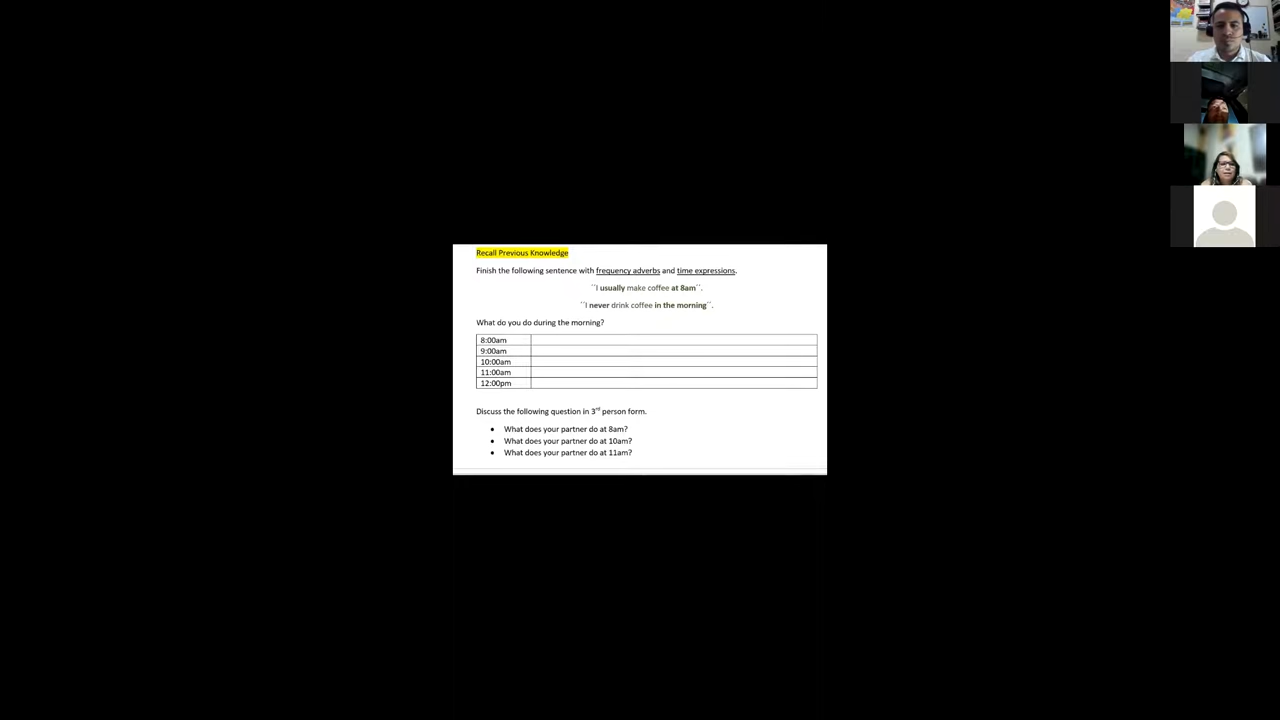 Recall Previous Knowledge
Finish the following sentence with frequency adverbs and time expressions.
´´I usually make coffee at 8am´´.
´´I never drink coffee in the morning´´.
What do you do during the morning?
8:00am
9:00am
10:00am
11:00am
12:00pm
Discuss the following question in 3rd person form.
• What does your partner do at 8am?
• What does your partner do at 10am?
• What does your partner do at 11am?